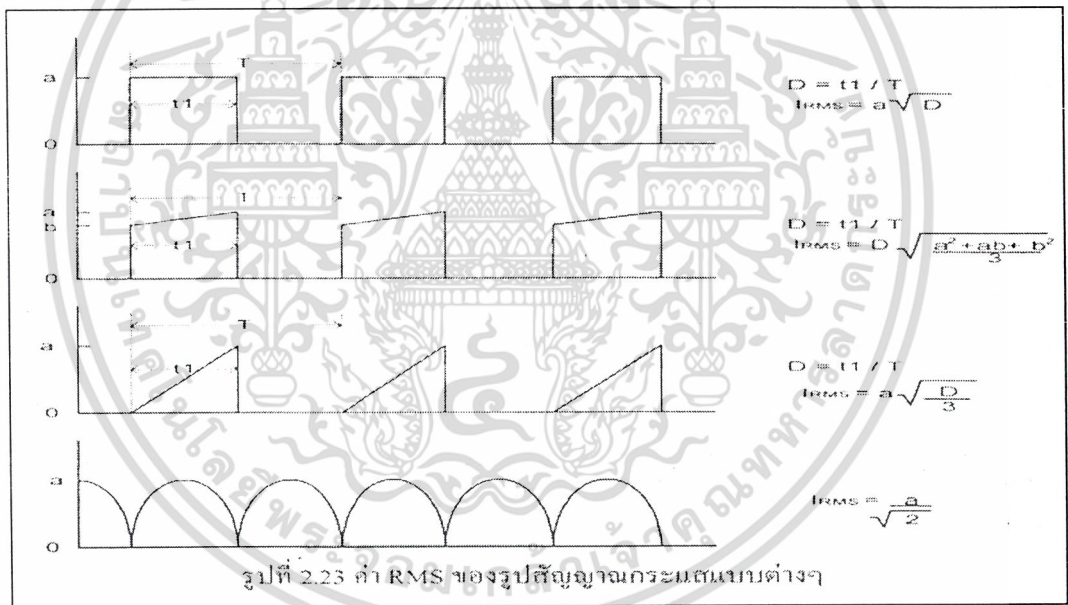 T
a
t1
0
D = t1 / T
IRMS = a √D
T
a
b
t1
0
D = t1 / T
IRMS = D √(a² + ab + b²/3)
T
a
t1
0
D = t1 / T
IRMS = a √(D/3)
a
0
IRMS = a/√2
รูปที่ 2.23 ค่า RMS ของรูปสัญญาณกระแสแบบต่างๆ